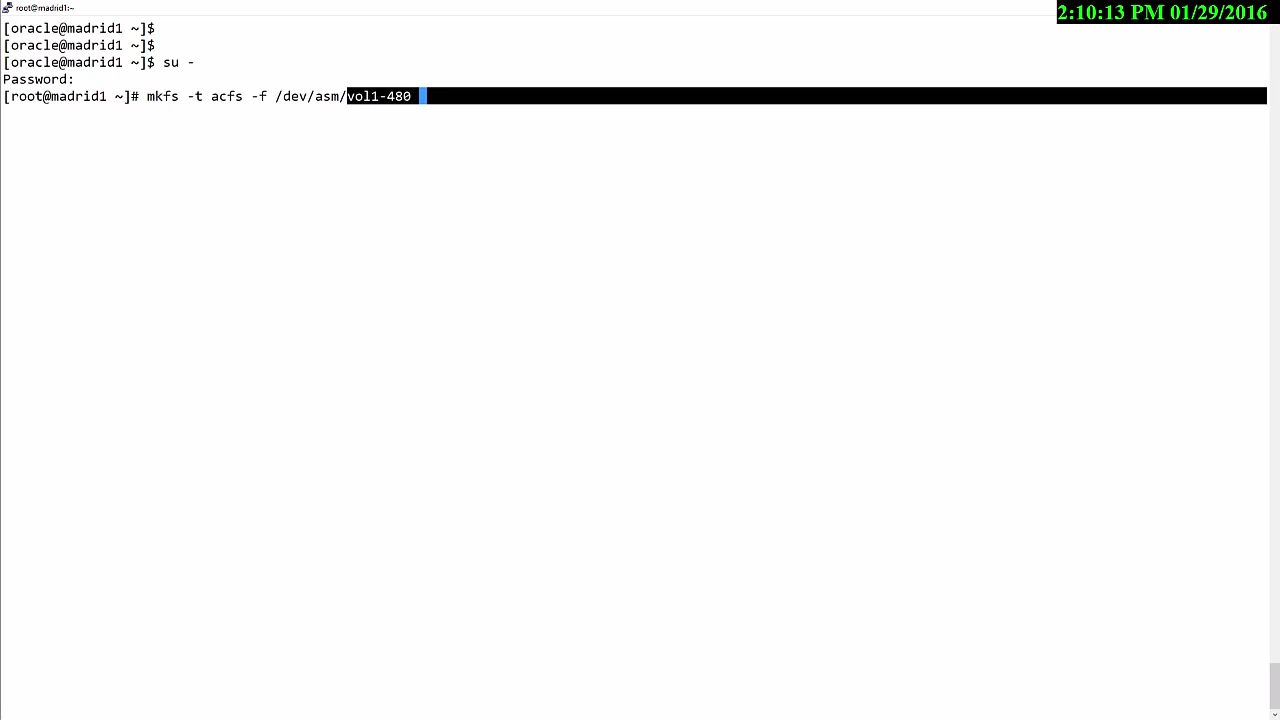 root@madrid1:~
2:10:13 PM 01/29/2016
[oracle@madrid1 ~]$
[oracle@madrid1 ~]$
[oracle@madrid1 ~]$ su -
Password:
[root@madrid1 ~]# mkfs -t acfs -f /dev/asm/vol1-480